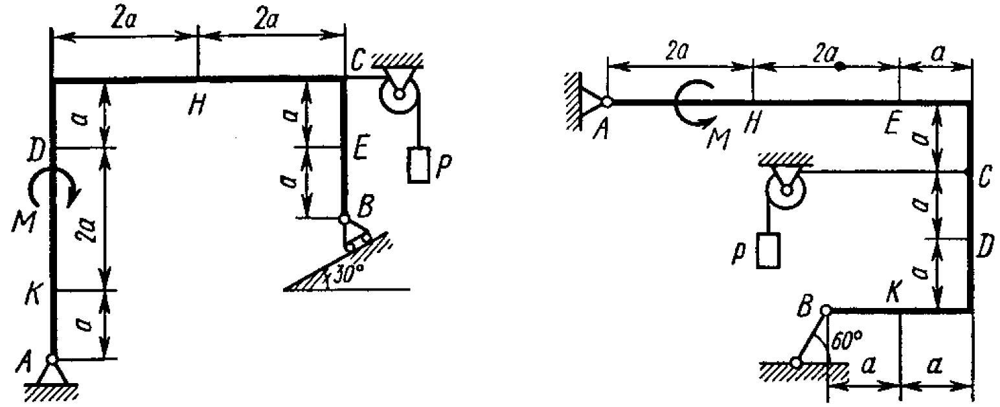 2a 2a
C
a H a
D E P
M a
2a B
30°
K
a
A
2a 2a a
A M H E
a
C
a
P D
a
B K
60°
a a